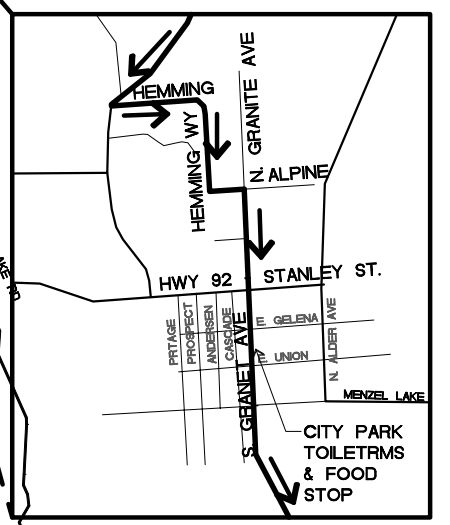 HEMMING
HEMMING WY
GRANITE AVE
N. ALPINE
HWY 92
STANLEY ST.
PRTAGE
PROSPECT
ANDERSEN
CASCADE
S. GRANET AVE
E GELENA
E UNION
N. ALDER AVE
MENZEL LAKE
CITY PARK
TOILETRMS
& FOOD
STOP